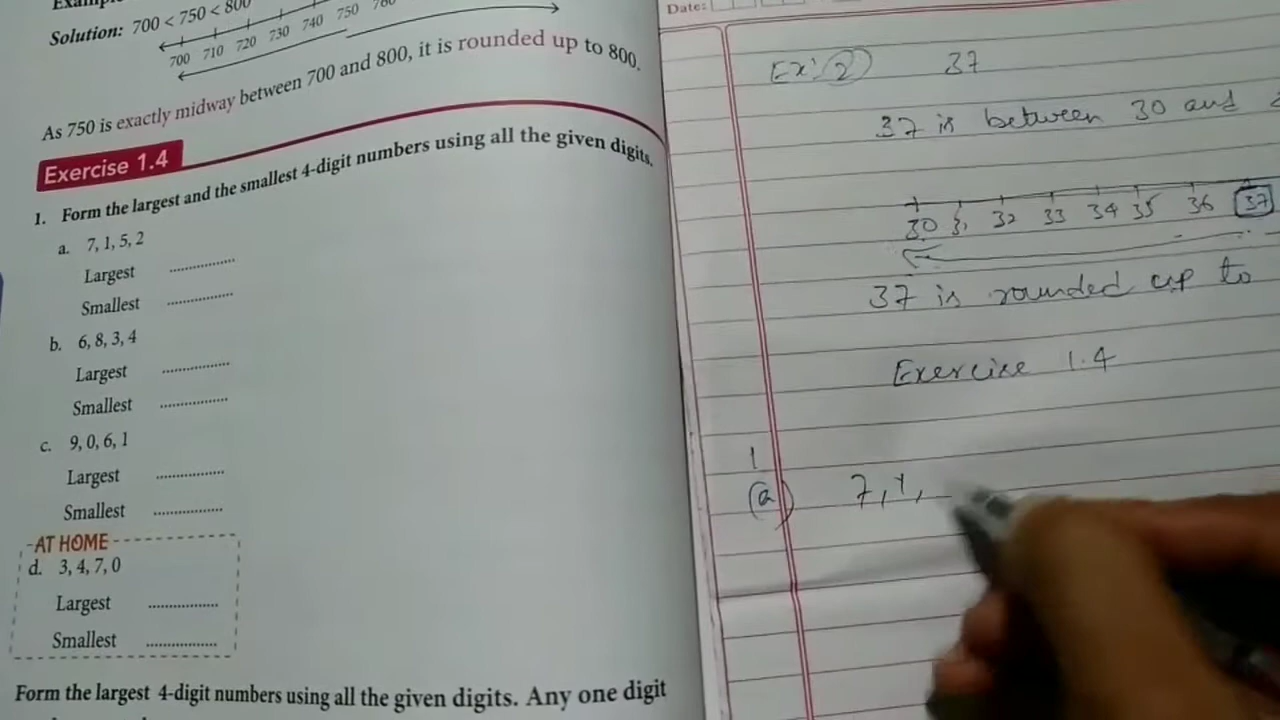 Solution: 700 < 750 < 800
700 710 720 730 740 750 760
As 750 is exactly midway between 700 and 800, it is rounded up to 800.
Exercise 1.4
1. Form the largest and the smallest 4-digit numbers using all the given digits.
a. 7, 1, 5, 2
Largest ..............
Smallest ..............
b. 6, 8, 3, 4
Largest ..............
Smallest ..............
c. 9, 0, 6, 1
Largest ..............
Smallest ..............
AT HOME
d. 3, 4, 7, 0
Largest ..............
Smallest ..............
Form the largest 4-digit numbers using all the given digits. Any one digit
Date:
Ex: 2 37
37 is between 30 and
30 31 32 33 34 35 36 37
37 is rounded up to
Exercise 1.4
1
(a) 7, 1,